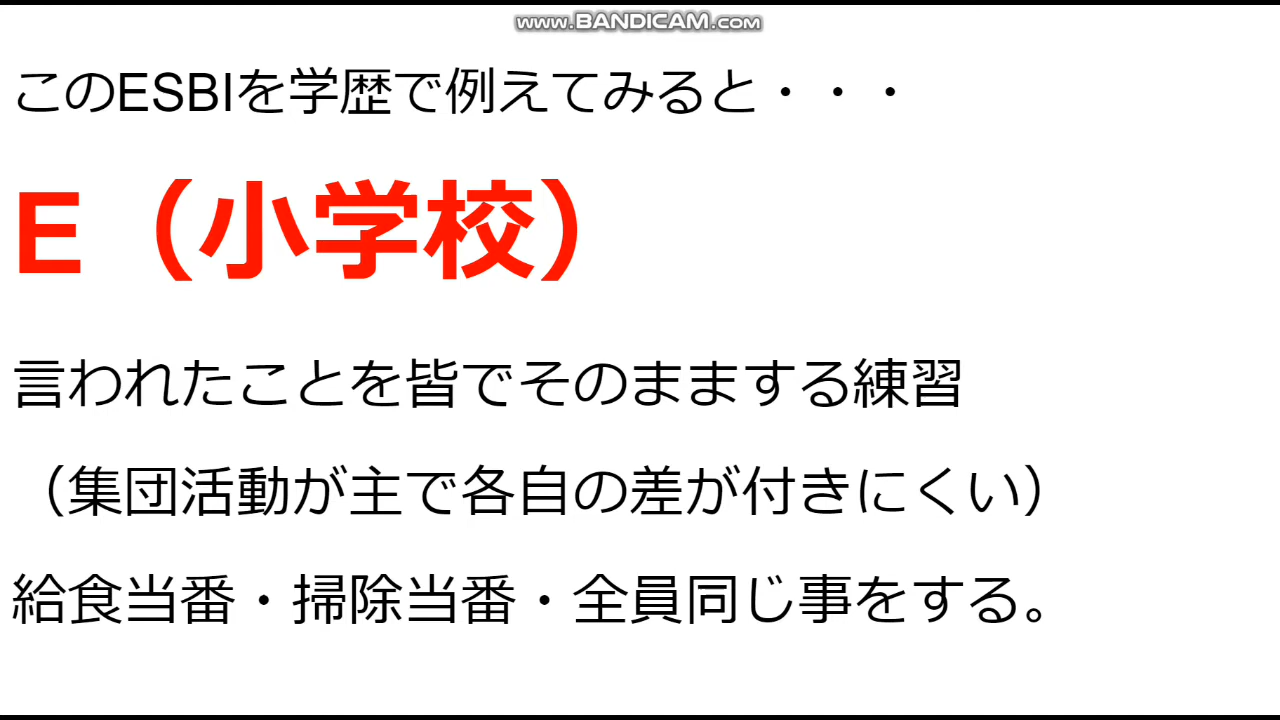 www.BANDICAM.com
このESBIを学歴で例えてみると・・・
E（小学校）
言われたことを皆でそのままする練習
（集団活動が主で各自の差が付きにくい）
給食当番・掃除当番・全員同じ事をする。